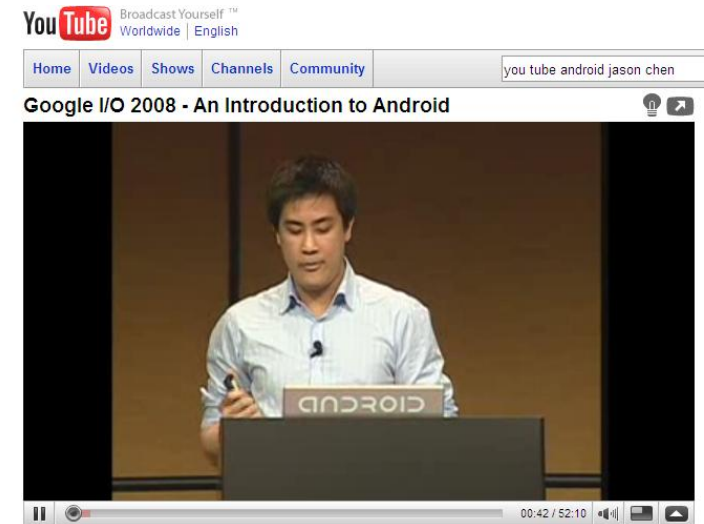 You Tube
Broadcast Yourself ™
Worldwide | English
Home Videos Shows Channels Community
you tube android jason chen
Google I/O 2008 - An Introduction to Android
ANDROID
00:42 / 52:10